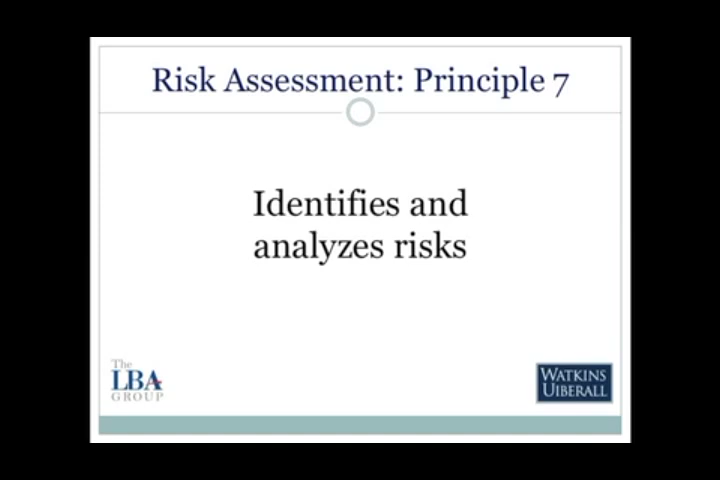 Risk Assessment: Principle 7
Identifies and
analyzes risks
The
LBA
GROUP
WATKINS
UIBERALL